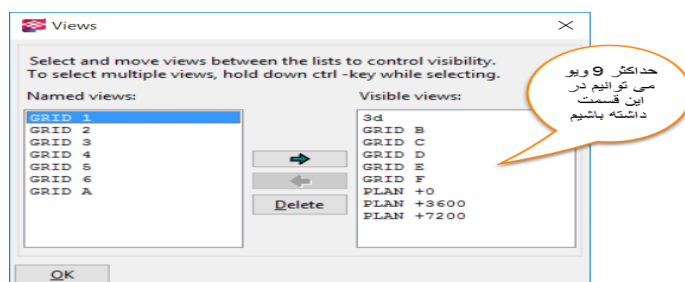 Views
Select and move views between the lists to control visibility.
To select multiple views, hold down ctrl -key while selecting.
Named views:
GRID 1
GRID 2
GRID 3
GRID 4
GRID 5
GRID 6
GRID A
Delete
Visible views:
3d
GRID B
GRID C
GRID D
GRID E
GRID F
PLAN +0
PLAN +3600
PLAN +7200
حداکثر 9 ویو
می توانیم در
این قسمت
داشته باشیم
OK